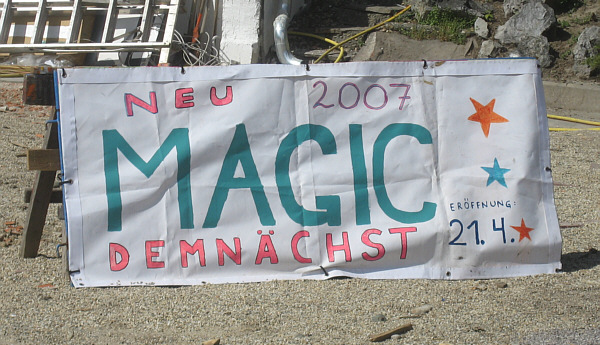 NEU 2007
MAGIC
DEMNÄCHST
ERÖFFNUNG:
21.4.